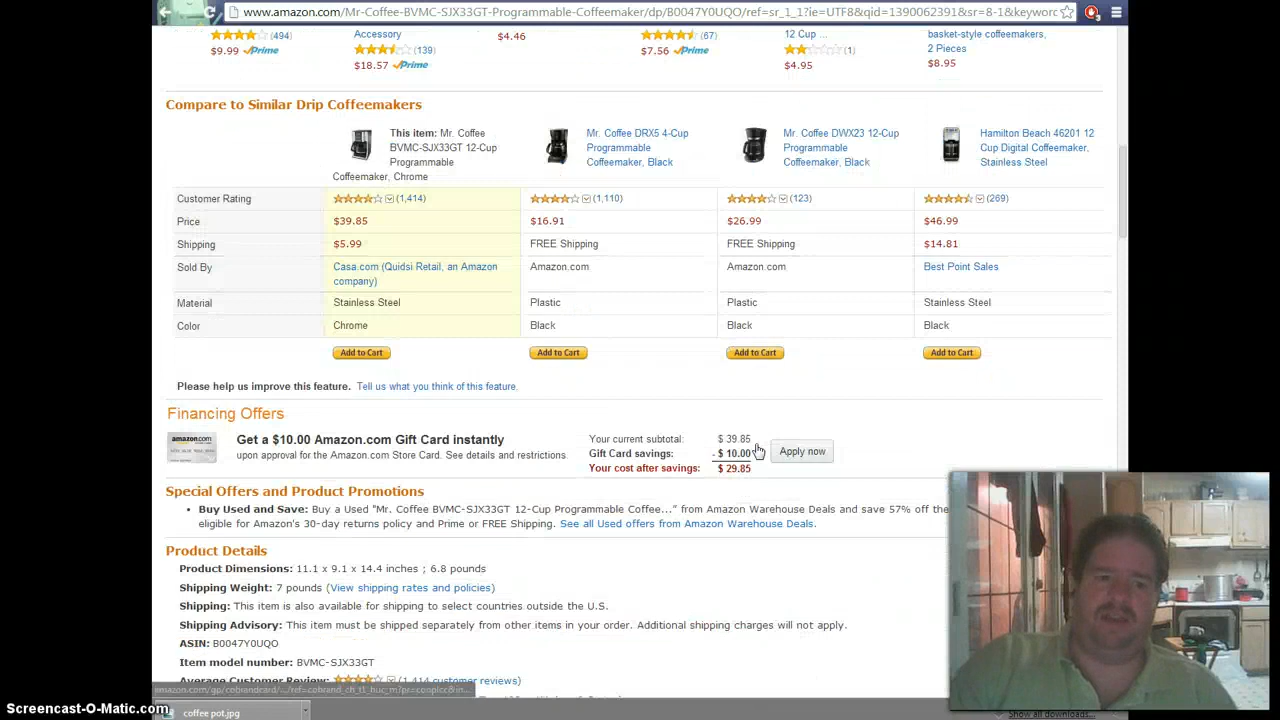 www.amazon.com/Mr-Coffee-BVMC-SJX33GT-Programmable-Coffeemaker/dp/B0047Y0UQO/ref=sr_1_1?ie=UTF8&qid=1390062391&sr=8-1&keywor
(494)
$9.99 Prime
Accessory
(139)
$18.57 Prime
$4.46
(67)
$7.56 Prime
12 Cup ...
(1)
$4.95
basket-style coffeemakers,
2 Pieces
$8.95
Compare to Similar Drip Coffeemakers
This item: Mr. Coffee
BVMC-SJX33GT 12-Cup
Programmable
Coffeemaker, Chrome
Mr. Coffee DRX5 4-Cup
Programmable
Coffeemaker, Black
Mr. Coffee DWX23 12-Cup
Programmable
Coffeemaker, Black
Hamilton Beach 46201 12
Cup Digital Coffeemaker,
Stainless Steel
Customer Rating (1,414) (1,110) (123) (269)
Price $39.85 $16.91 $26.99 $46.99
Shipping $5.99 FREE Shipping FREE Shipping $14.81
Sold By Casa.com (Quidsi Retail, an Amazon company) Amazon.com Amazon.com Best Point Sales
Material Stainless Steel Plastic Plastic Stainless Steel
Color Chrome Black Black Black
Add to Cart Add to Cart Add to Cart Add to Cart
Please help us improve this feature. Tell us what you think of this feature.
Financing Offers
amazon.com
Get a $10.00 Amazon.com Gift Card instantly
upon approval for the Amazon.com Store Card. See details and restrictions.
Your current subtotal: $ 39.85
Gift Card savings: - $ 10.00
Your cost after savings: $ 29.85
Apply now
Special Offers and Product Promotions
Buy Used and Save: Buy a Used "Mr. Coffee BVMC-SJX33GT 12-Cup Programmable Coffee..." from Amazon Warehouse Deals and save 57% off the
eligible for Amazon's 30-day returns policy and Prime or FREE Shipping. See all Used offers from Amazon Warehouse Deals.
Product Details
Product Dimensions: 11.1 x 9.1 x 14.4 inches ; 6.8 pounds
Shipping Weight: 7 pounds (View shipping rates and policies)
Shipping: This item is also available for shipping to select countries outside the U.S.
Shipping Advisory: This item must be shipped separately from other items in your order. Additional shipping charges will not apply.
ASIN: B0047Y0UQO
Item model number: BVMC-SJX33GT
Average Customer Review: (1,414 customer reviews)
Screencast-O-Matic.com
coffee pot.jpg
Show all downloads...